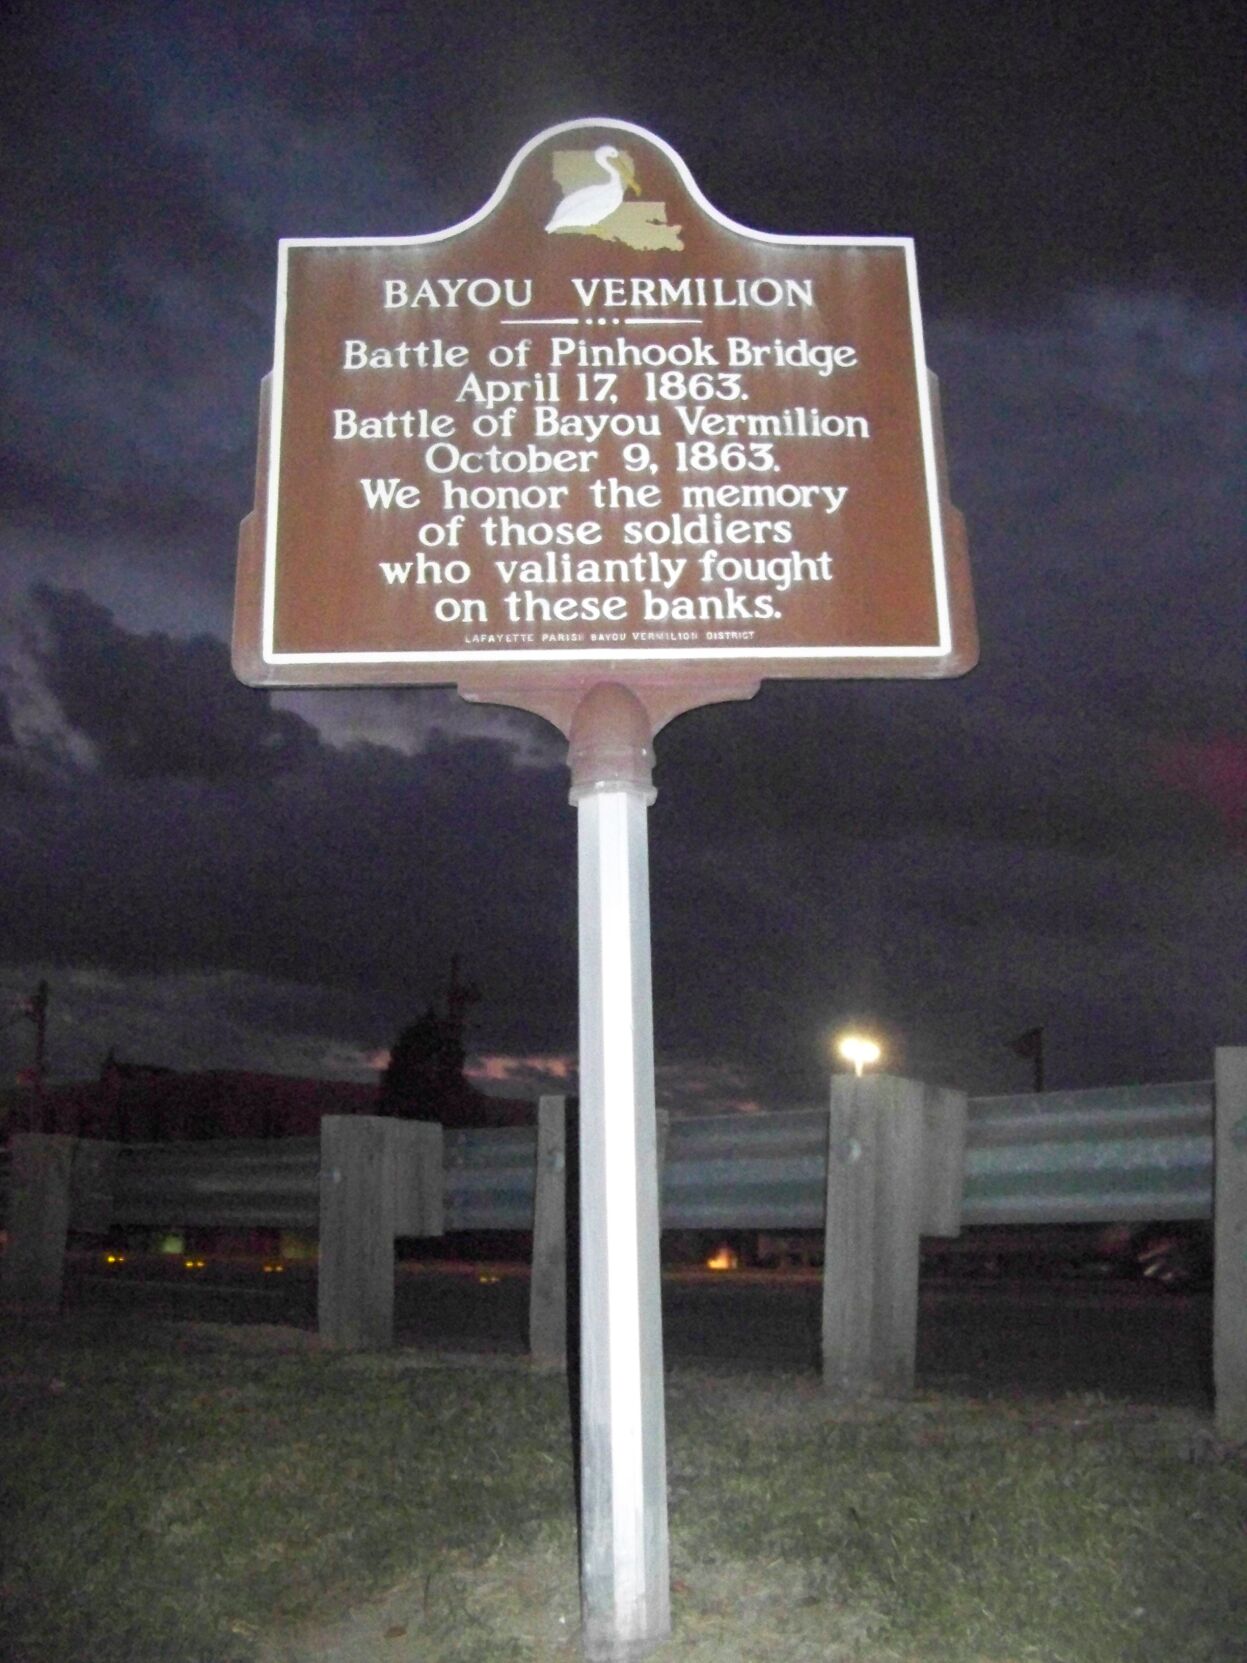 BAYOU VERMILION
Battle of Pinhook Bridge
April 17, 1863.
Battle of Bayou Vermilion
October 9, 1863.
We honor the memory
of those soldiers
who valiantly fought
on these banks.
LAFAYETTE PARISH BAYOU VERMILION DISTRICT